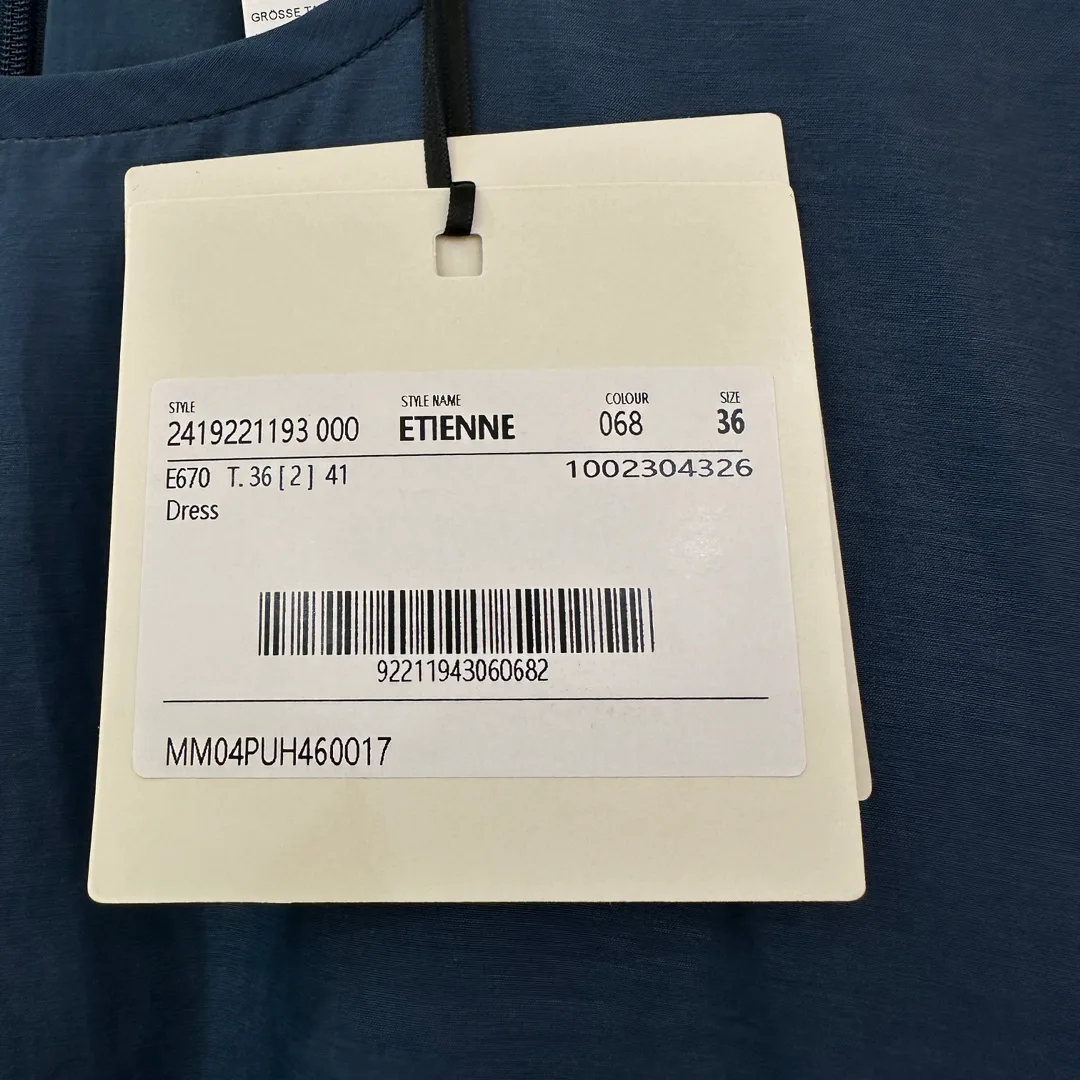 GRÖSSE
STYLE STYLE NAME COLOUR SIZE
2419221193 000 ETIENNE 068 36
E670 T. 36 [ 2 ] 41 1002304326
Dress
92211943060682
MM04PUH460017